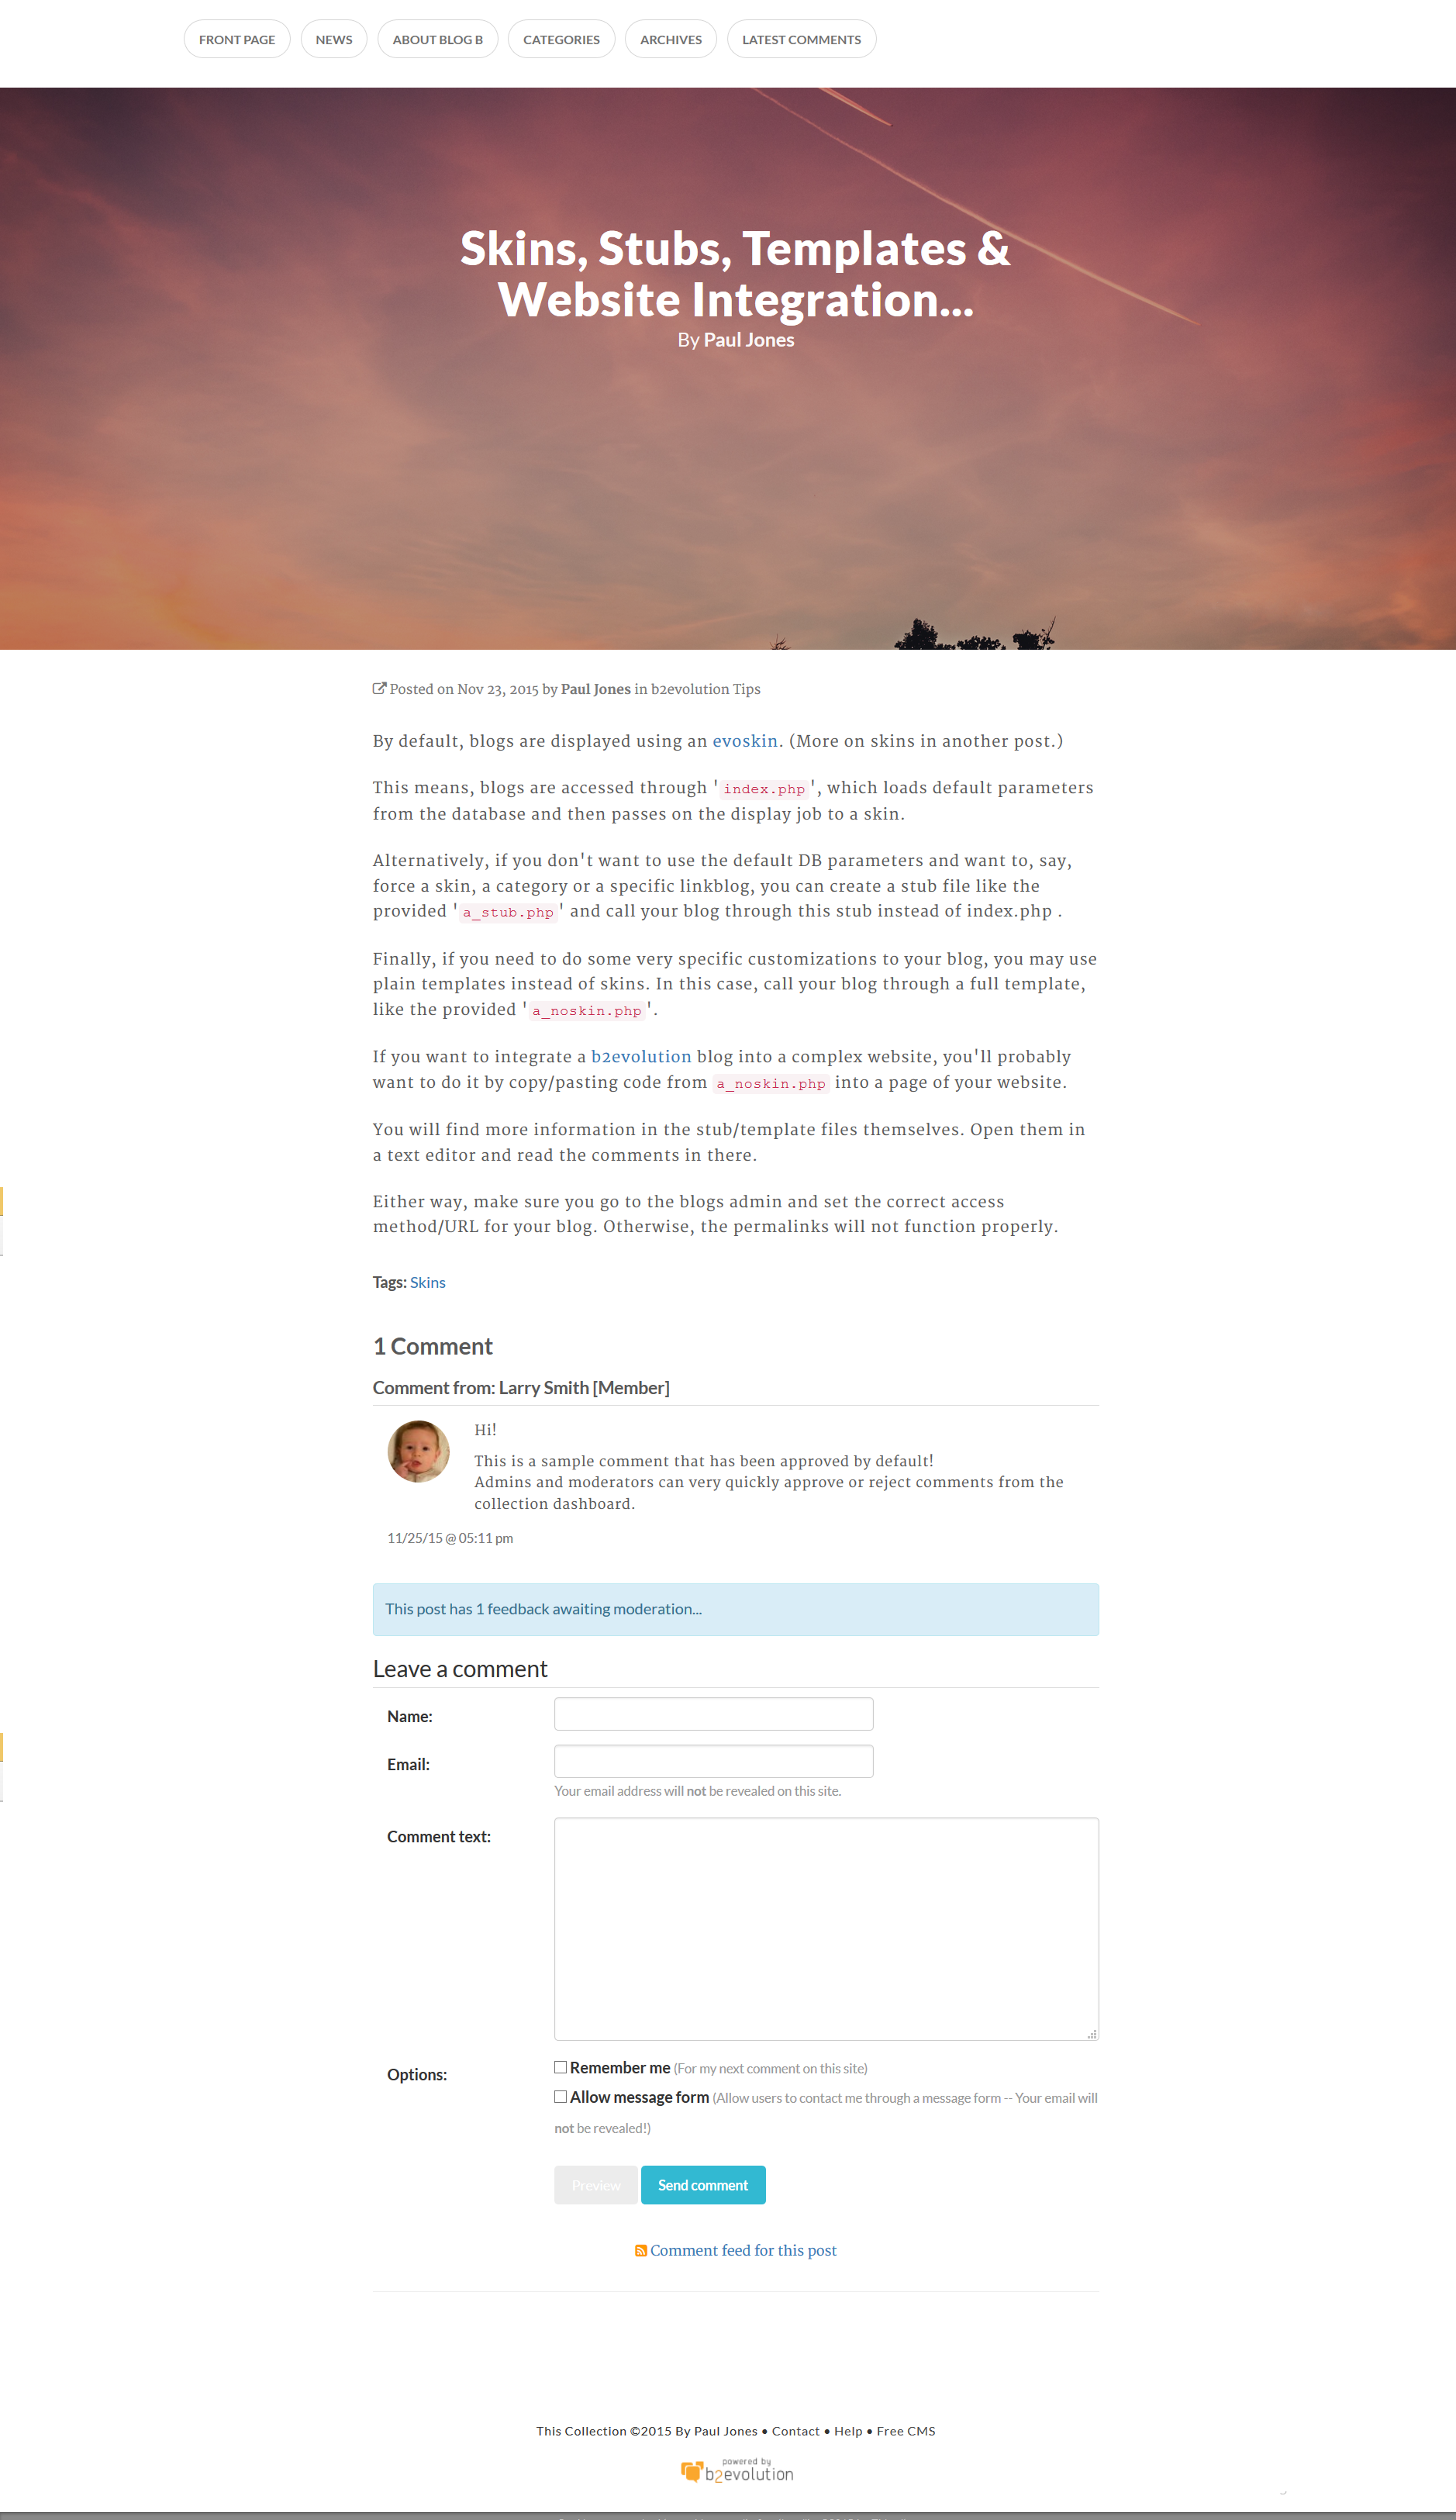 FRONT PAGE NEWS ABOUT BLOG B CATEGORIES ARCHIVES LATEST COMMENTS
Skins, Stubs, Templates &
Website Integration...
By Paul Jones
Posted on Nov 23, 2015 by Paul Jones in b2evolution Tips
By default, blogs are displayed using an evoskin. (More on skins in another post.)
This means, blogs are accessed through 'index.php', which loads default parameters
from the database and then passes on the display job to a skin.
Alternatively, if you don't want to use the default DB parameters and want to, say,
force a skin, a category or a specific linkblog, you can create a stub file like the
provided 'a_stub.php' and call your blog through this stub instead of index.php .
Finally, if you need to do some very specific customizations to your blog, you may use
plain templates instead of skins. In this case, call your blog through a full template,
like the provided 'a_noskin.php'.
If you want to integrate a b2evolution blog into a complex website, you'll probably
want to do it by copy/pasting code from a_noskin.php into a page of your website.
You will find more information in the stub/template files themselves. Open them in
a text editor and read the comments in there.
Either way, make sure you go to the blogs admin and set the correct access
method/URL for your blog. Otherwise, the permalinks will not function properly.
Tags: Skins
1 Comment
Comment from: Larry Smith [Member]
Hi!
This is a sample comment that has been approved by default!
Admins and moderators can very quickly approve or reject comments from the
collection dashboard.
11/25/15 @ 05:11 pm
This post has 1 feedback awaiting moderation...
Leave a comment
Name:
Email:
Your email address will not be revealed on this site.
Comment text:
Options:
Remember me (For my next comment on this site)
Allow message form (Allow users to contact me through a message form -- Your email will
not be revealed!)
Preview Send comment
Comment feed for this post
This Collection ©2015 By Paul Jones • Contact • Help • Free CMS
powered by
b2evolution